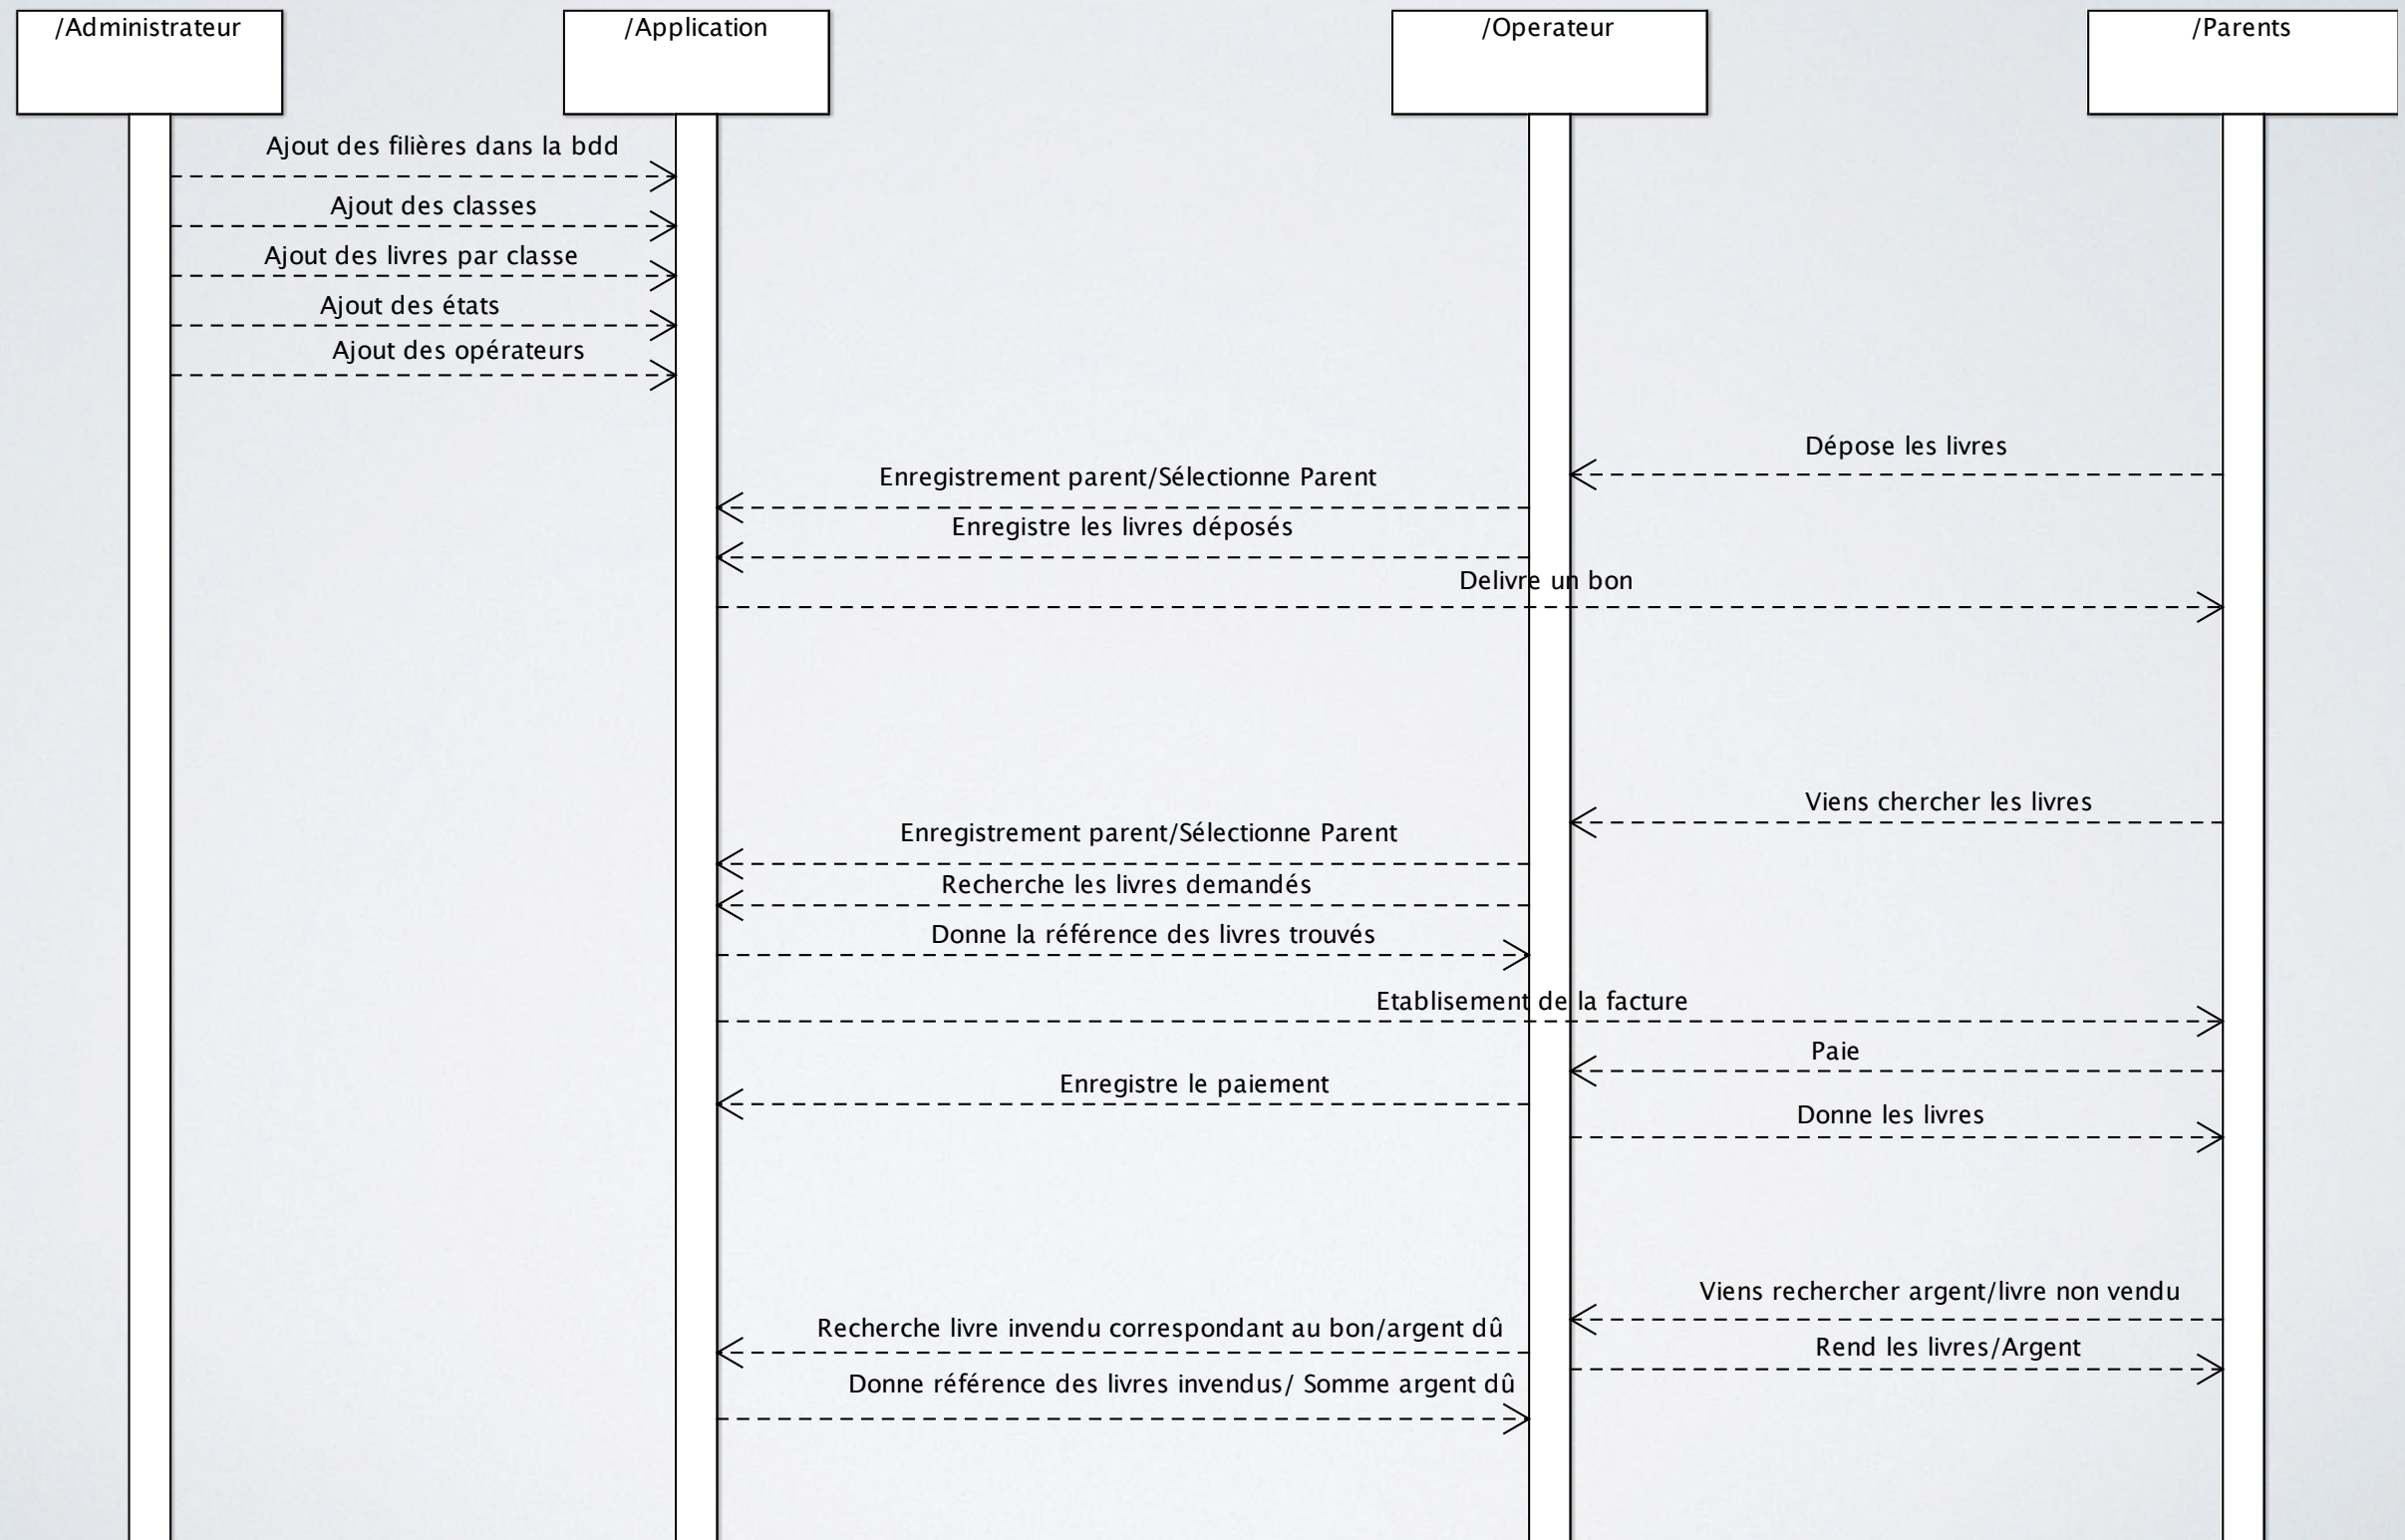 /Administrateur
/Application
/Operateur
/Parents
Ajout des filières dans la bdd
Ajout des classes
Ajout des livres par classe
Ajout des états
Ajout des opérateurs
Dépose les livres
Enregistrement parent/Sélectionne Parent
Enregistre les livres déposés
Delivre un bon
Viens chercher les livres
Enregistrement parent/Sélectionne Parent
Recherche les livres demandés
Donne la référence des livres trouvés
Etablisement de la facture
Paie
Enregistre le paiement
Donne les livres
Viens rechercher argent/livre non vendu
Recherche livre invendu correspondant au bon/argent dû
Rend les livres/Argent
Donne référence des livres invendus/ Somme argent dû